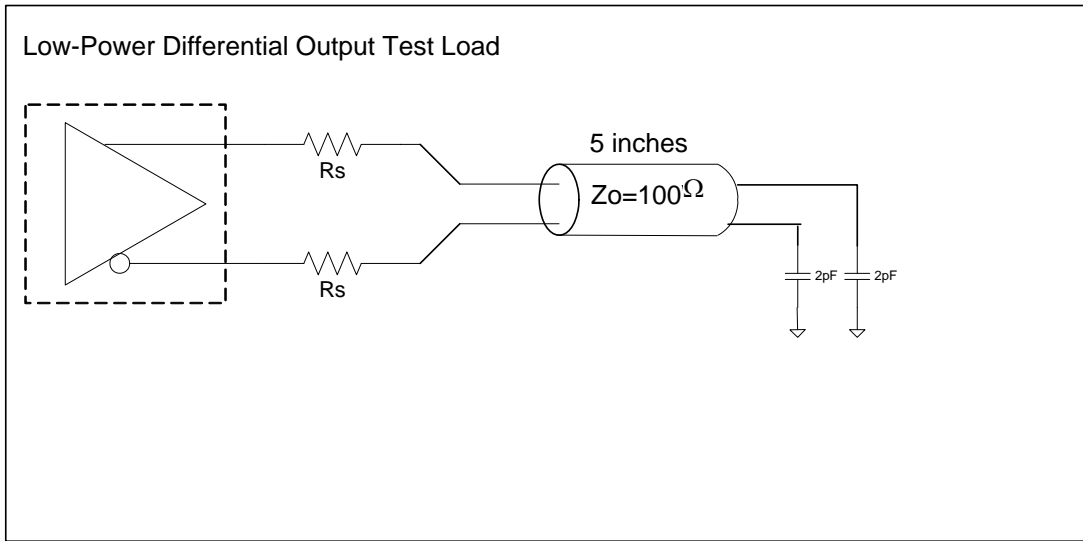 Low-Power Differential Output Test Load
5 inches
Rs
Zo=100Ω
Rs
2pF 2pF